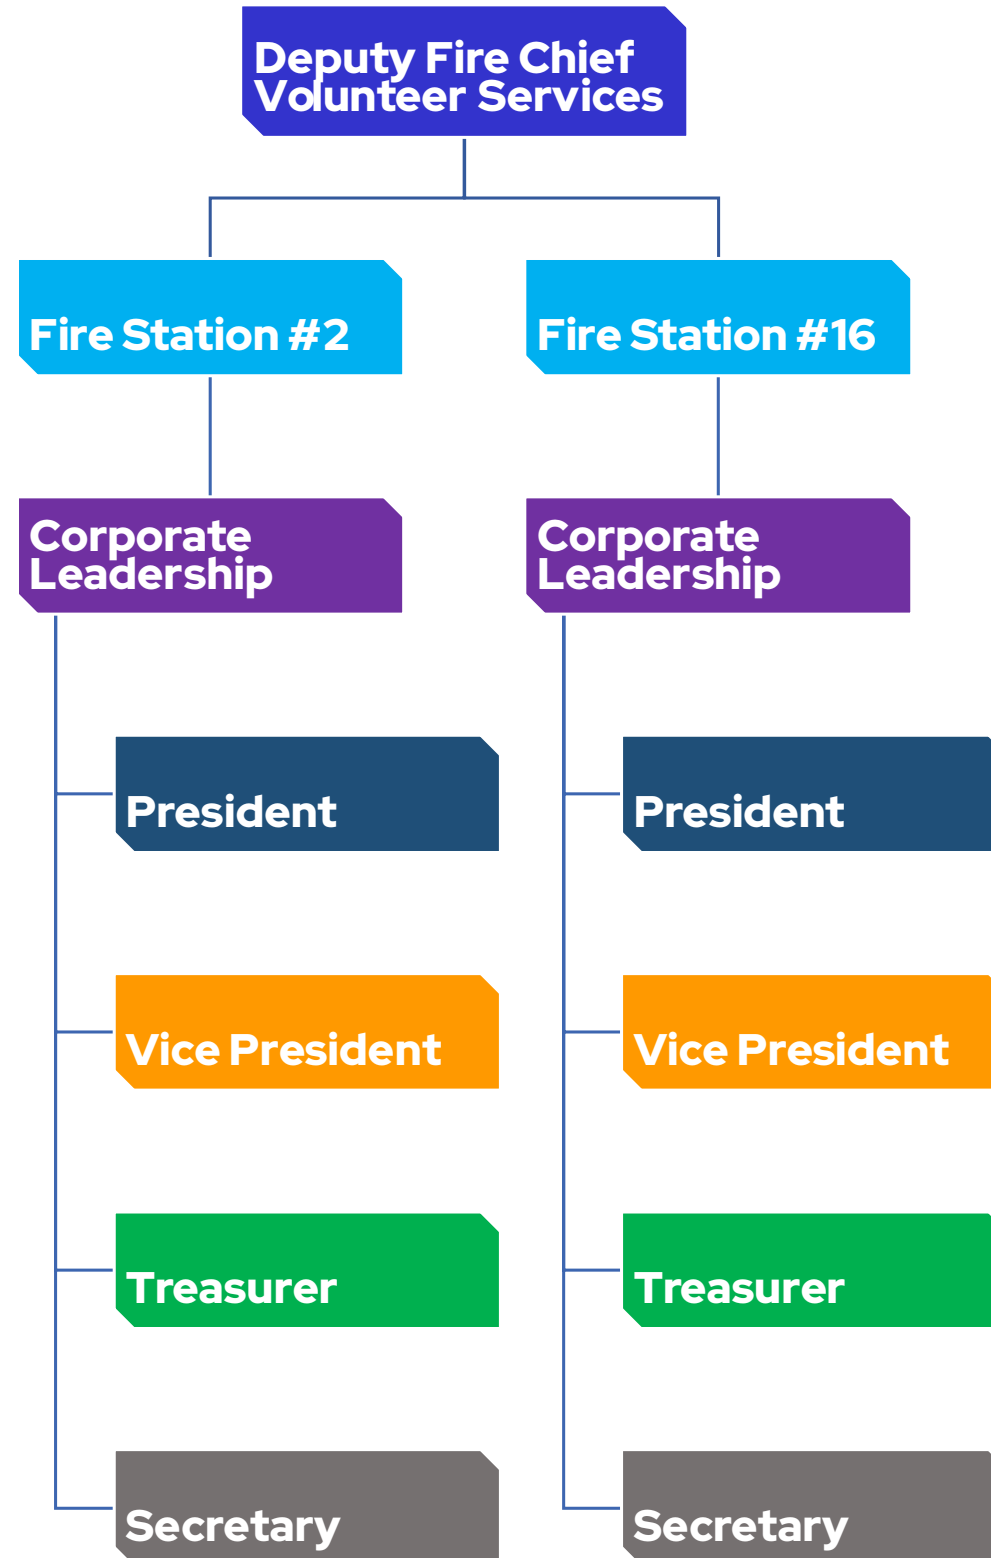 Deputy Fire Chief
Volunteer Services
Fire Station #2
Fire Station #16
Corporate
Leadership
Corporate
Leadership
President
President
Vice President
Vice President
Treasurer
Treasurer
Secretary
Secretary